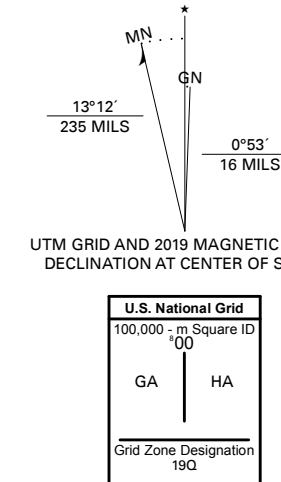 ★
MN
GN
13°12´
235 MILS
0°53´
16 MILS
UTM GRID AND 2019 MAGNETIC
DECLINATION AT CENTER OF S
U.S. National Grid
100,000 - m Square ID
⁸00
GA HA
Grid Zone Designation
19Q